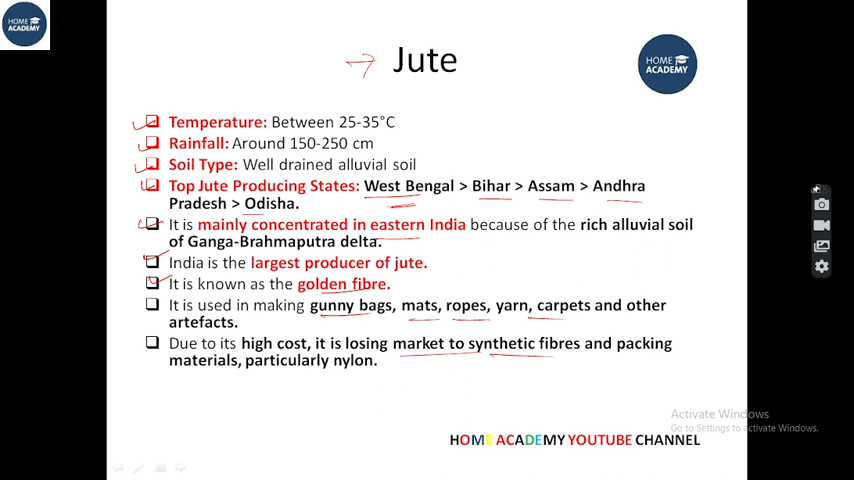 HOME
ACADEMY
Jute
HOME
ACADEMY
Temperature: Between 25-35°C
Rainfall: Around 150-250 cm
Soil Type: Well drained alluvial soil
Top Jute Producing States: West Bengal > Bihar > Assam > Andhra
Pradesh > Odisha.
It is mainly concentrated in eastern India because of the rich alluvial soil
of Ganga-Brahmaputra delta.
India is the largest producer of jute.
It is known as the golden fibre.
It is used in making gunny bags, mats, ropes, yarn, carpets and other
artefacts.
Due to its high cost, it is losing market to synthetic fibres and packing
materials, particularly nylon.
Activate Windows
Go to Settings to activate Windows.
HOME ACADEMY YOUTUBE CHANNEL